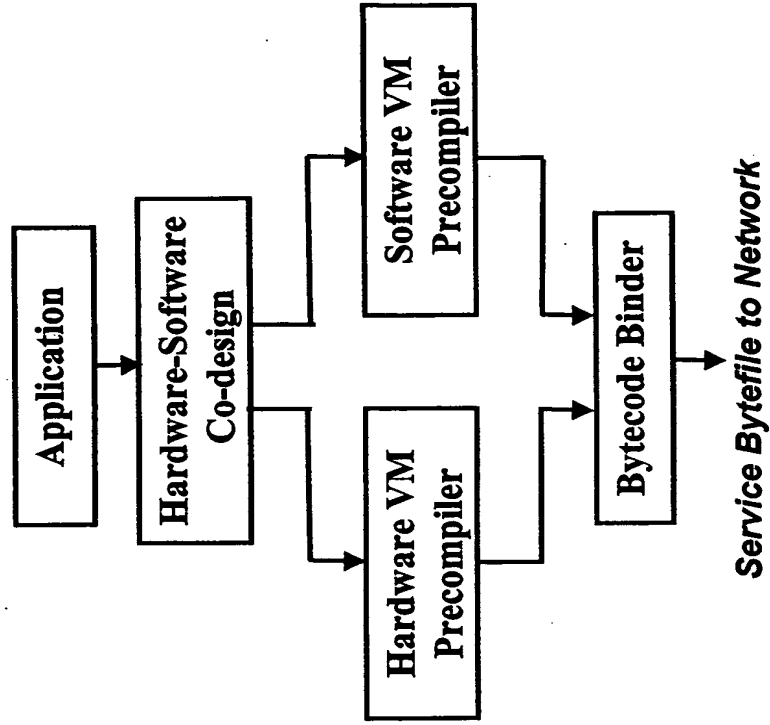 Application
Hardware-Software
Co-design
Hardware VM
Precompiler
Software VM
Precompiler
Bytecode Binder
Service Bytefile to Network